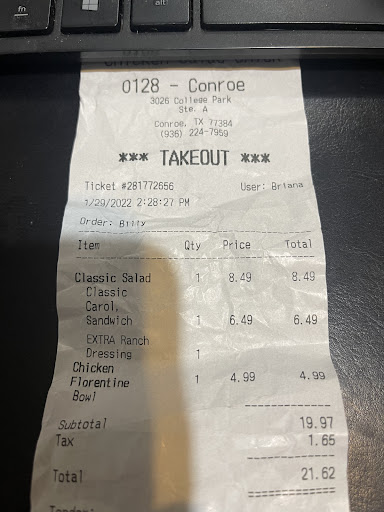 fn
alt
0128 - Conroe
3026 College Park
Ste. A
Conroe, TX 77384
(936) 224-7959
*** TAKEOUT ***
Ticket #281772656 User: Briana
1/29/2022 2:28:27 PM
Order: Billy
Item Qty Price Total
Classic Salad 1 8.49 8.49
Classic
Carol.
Sandwich 1 6.49 6.49
EXTRA Ranch
Dressing 1
Chicken
Florentine 1 4.99 4.99
Bowl
Subtotal 19.97
Tax 1.65
Total 21.62